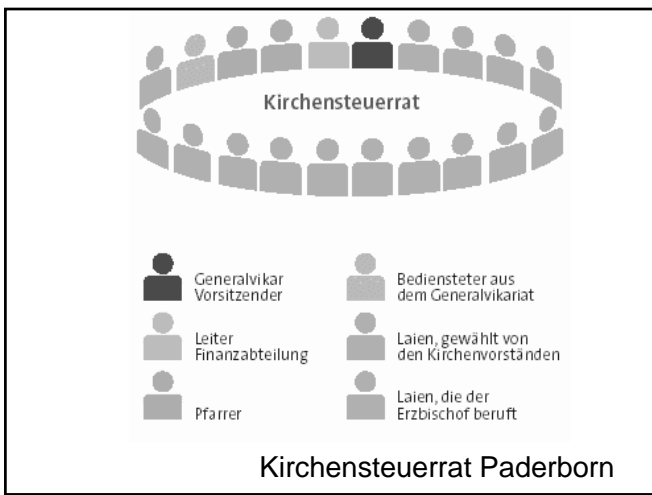 Kirchensteuerrat
Generalvikar
Vorsitzender
Bediensteter aus
dem Generalvikariat
Leiter
Finanzabteilung
Laien, gewählt von
den Kirchenvorständen
Pfarrer
Laien, die der
Erzbischof beruft
Kirchensteuerrat Paderborn